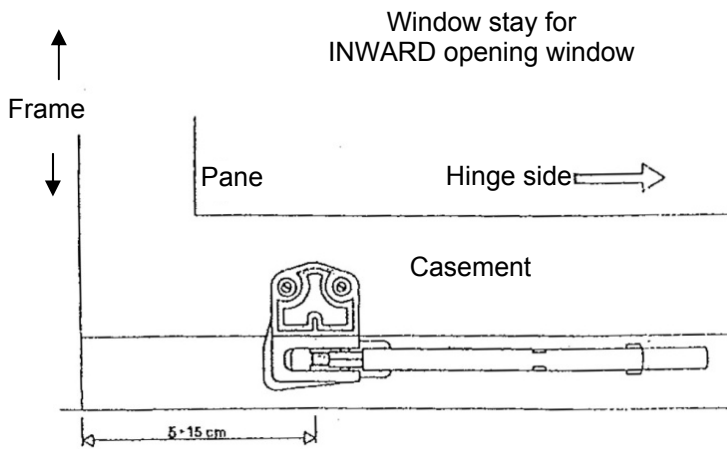 Window stay for
INWARD opening window
Frame
Pane
Hinge side
Casement
5+15 cm